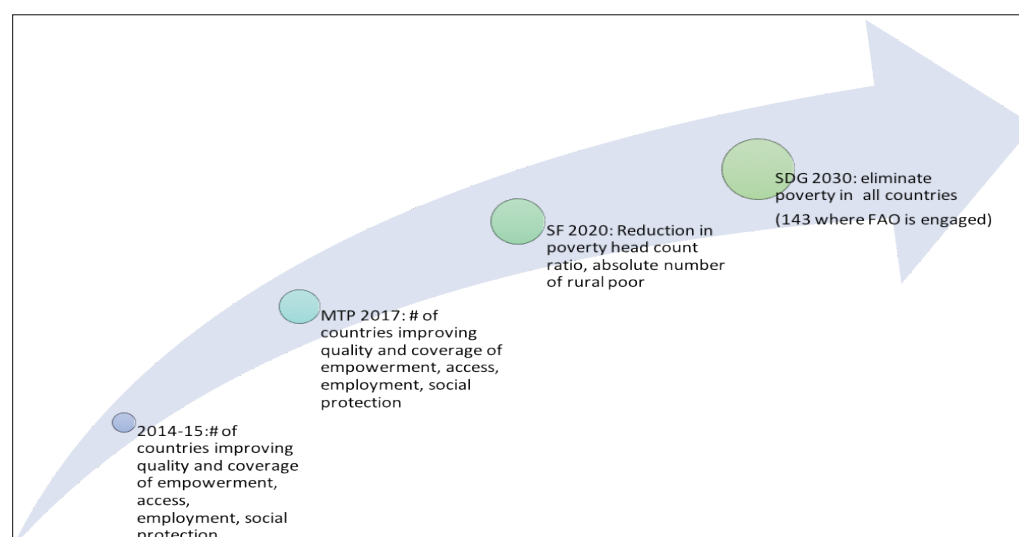 SDG 2030: eliminate
poverty in all countries
(143 where FAO is engaged)
SF 2020: Reduction in
poverty head count
ratio, absolute number
of rural poor
MTP 2017: # of
countries improving
quality and coverage of
empowerment, access,
employment, social
protection
2014-15:# of
countries improving
quality and coverage
of empowerment,
access,
employment, social
protection